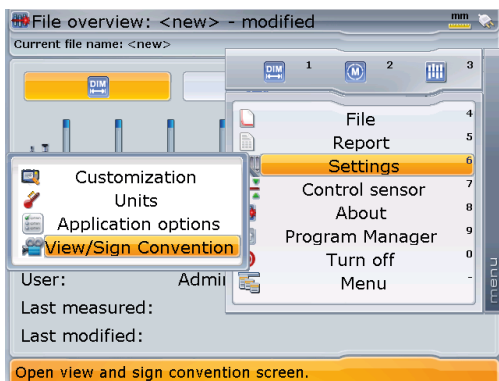 File overview: <new> - modified
mm
Current file name: <new>
DIM
DIM 1
M 2
3
File 4
Report 5
Settings 6
Control sensor 7
About 8
Program Manager 9
Turn off 0
Menu -
menu
Customization
Units
Application options
View/Sign Convention
User: Admi
Last measured:
Last modified:
Open view and sign convention screen.